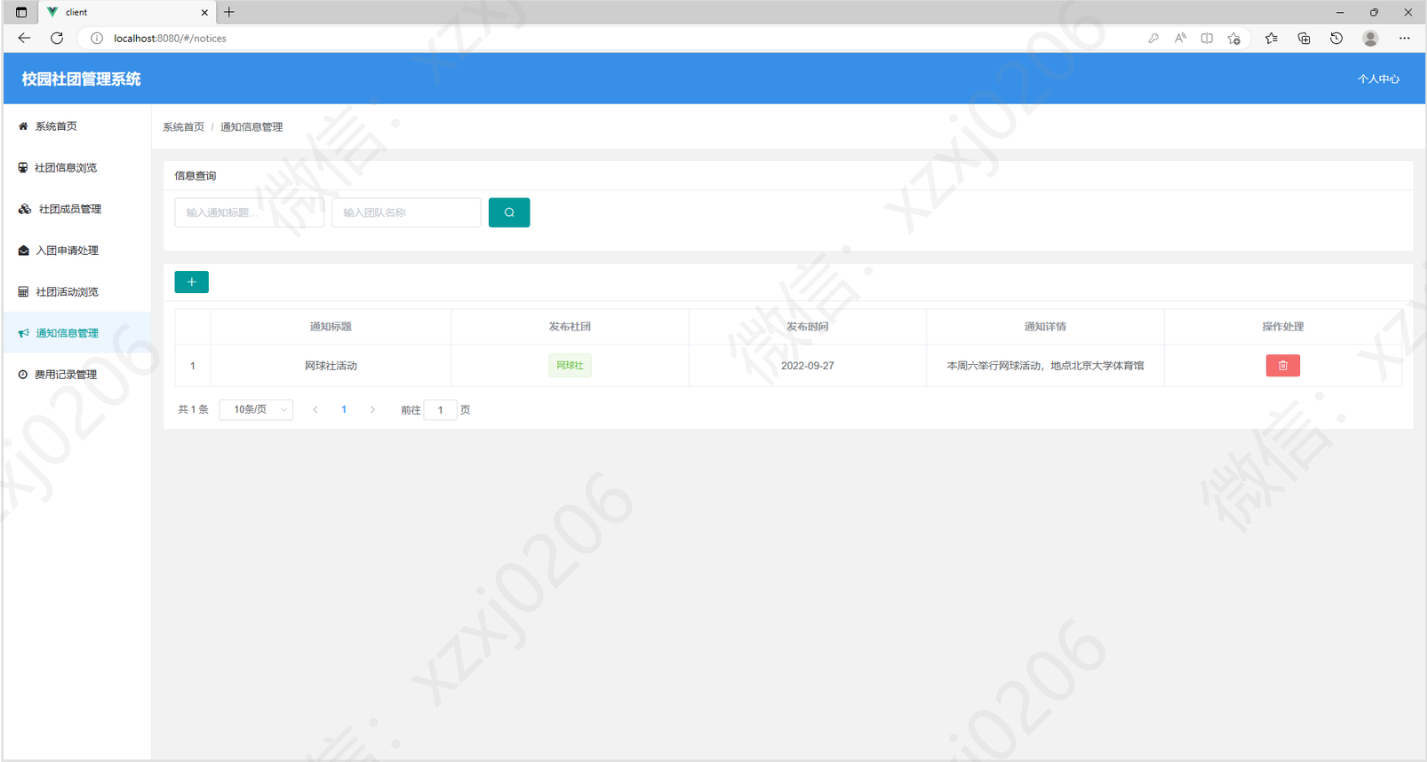 client
localhost:8080/#/notices
校园社团管理系统
个人中心
系统首页
社团信息浏览
社团成员管理
入团申请处理
社团活动浏览
通知信息管理
费用记录管理
系统首页 / 通知信息管理
信息查询
输入通知标题...
输入团队名称
通知标题 发布社团 发布时间 通知详情 操作处理
1 网球社活动 网球社 2022-09-27 本周六举行网球活动，地点北京大学体育馆
共 1 条 10条/页 1 前往 1 页
微信：xzxj0206